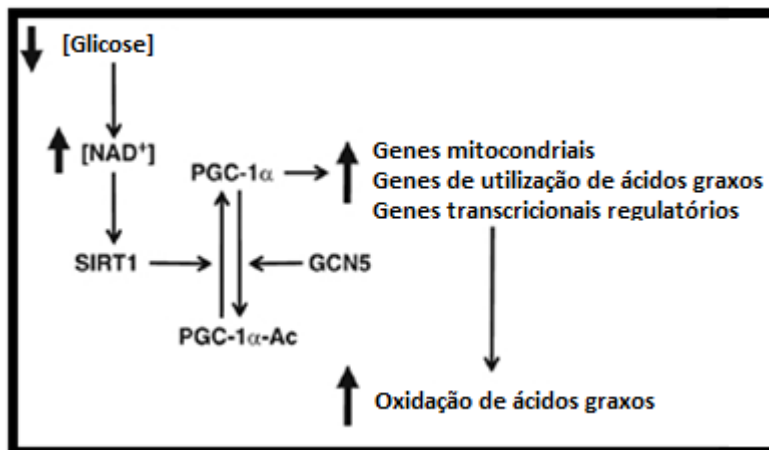 [Glicose]
[NAD⁺]
PGC-1α
Genes mitocondriais
Genes de utilização de ácidos graxos
Genes transcricionais regulatórios
SIRT1
GCN5
PGC-1α-Ac
Oxidação de ácidos graxos